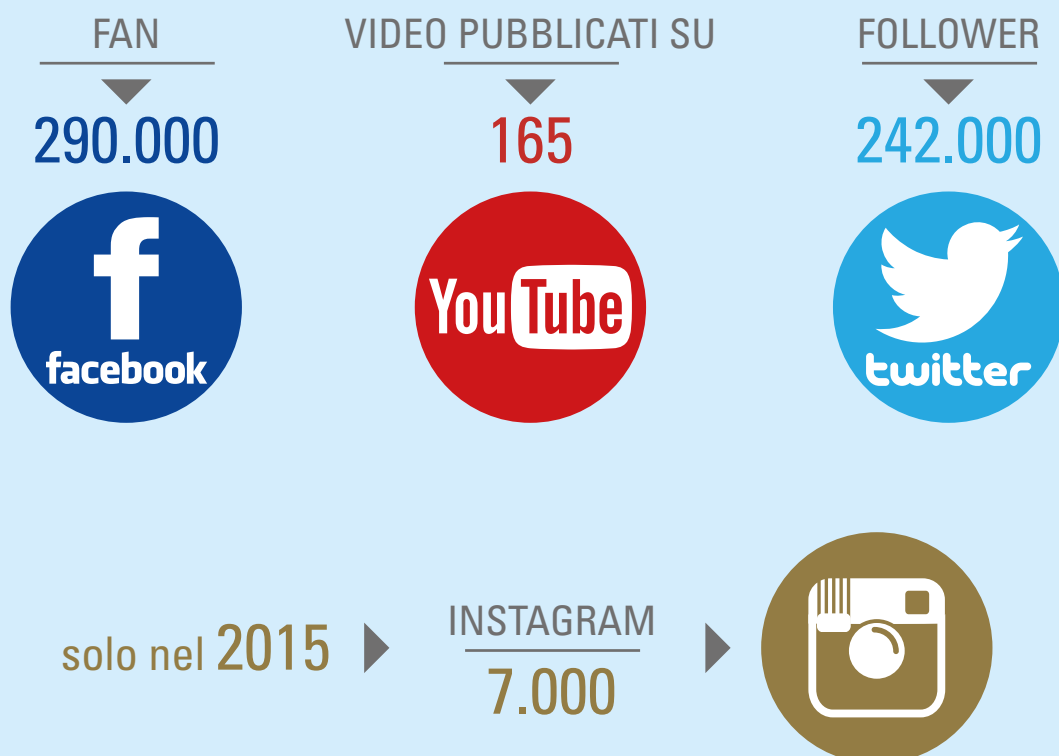 FAN
290.000
facebook
VIDEO PUBBLICATI SU
165
YouTube
FOLLOWER
242.000
twitter
solo nel 2015
INSTAGRAM
7.000